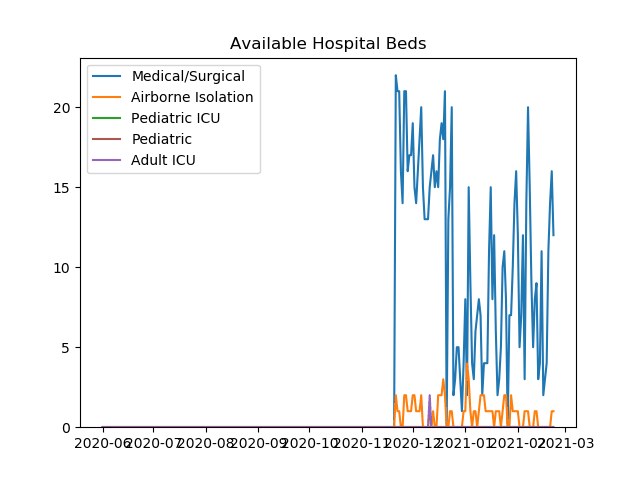 Available Hospital Beds
Medical/Surgical
Airborne Isolation
Pediatric ICU
Pediatric
Adult ICU
20
15
10
5
0
2020-06 2020-07 2020-08 2020-09 2020-10 2020-11 2020-12 2021-01 2021-02 2021-03